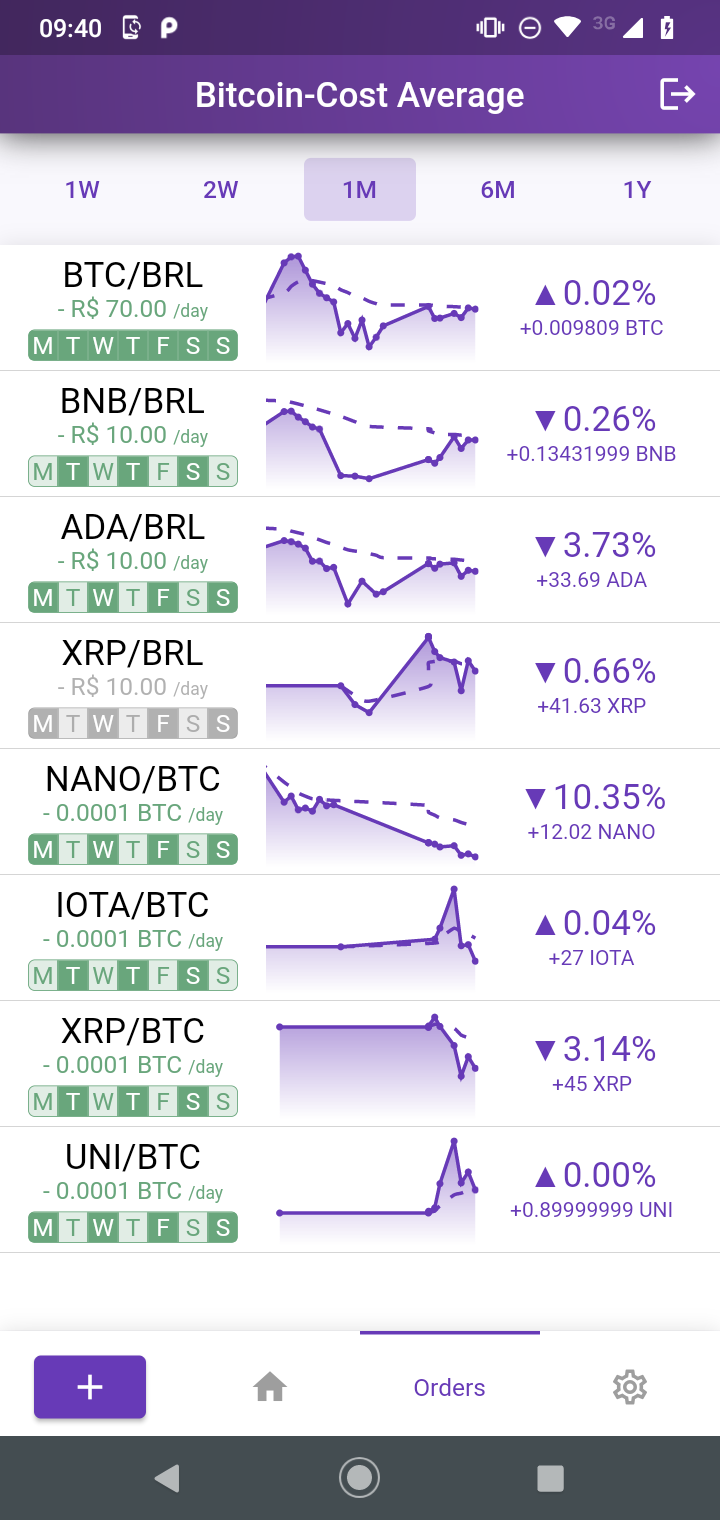 09:40
3G
Bitcoin-Cost Average
1W 2W 1M 6M 1Y
BTC/BRL
- R$ 70.00 /day
M T W T F S S
▲ 0.02%
+0.009809 BTC
BNB/BRL
- R$ 10.00 /day
M T W T F S S
▼ 0.26%
+0.13431999 BNB
ADA/BRL
- R$ 10.00 /day
M T W T F S S
▼ 3.73%
+33.69 ADA
XRP/BRL
- R$ 10.00 /day
M T W T F S S
▼ 0.66%
+41.63 XRP
NANO/BTC
- 0.0001 BTC /day
M T W T F S S
▼ 10.35%
+12.02 NANO
IOTA/BTC
- 0.0001 BTC /day
M T W T F S S
▲ 0.04%
+27 IOTA
XRP/BTC
- 0.0001 BTC /day
M T W T F S S
▼ 3.14%
+45 XRP
UNI/BTC
- 0.0001 BTC /day
M T W T F S S
▲ 0.00%
+0.89999999 UNI
+
Orders